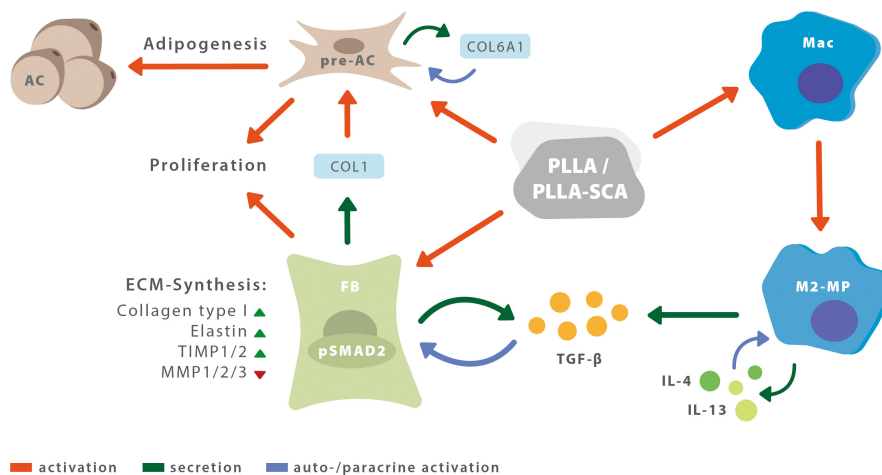 Adipogenesis
AC
pre-AC
COL6A1
Mac
Proliferation
COL1
PLLA /
PLLA-SCA
ECM-Synthesis:
Collagen type I
Elastin
TIMP1/2
MMP1/2/3
FB
pSMAD2
TGF-β
M2-MP
IL-4
IL-13
activation
secretion
auto-/paracrine activation